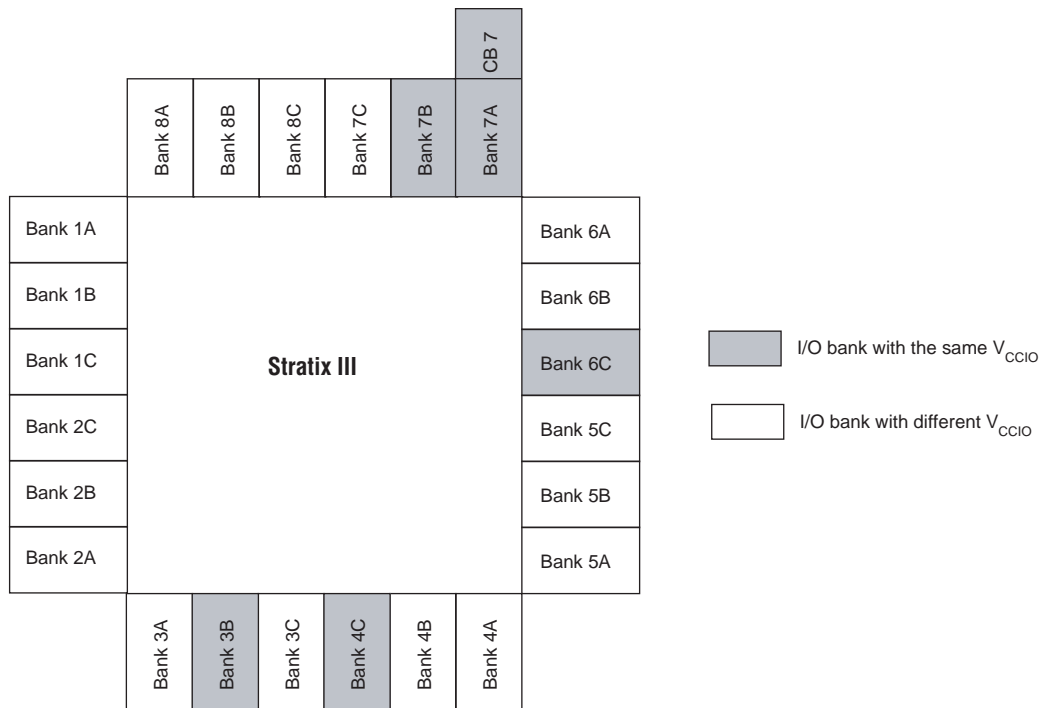 CB 7
Bank 8A
Bank 8B
Bank 8C
Bank 7C
Bank 7B
Bank 7A
Bank 1A
Bank 1B
Bank 1C
Bank 2C
Bank 2B
Bank 2A
Stratix III
Bank 6A
Bank 6B
Bank 6C
Bank 5C
Bank 5B
Bank 5A
Bank 3A
Bank 3B
Bank 3C
Bank 4C
Bank 4B
Bank 4A
I/O bank with the same VCCIO
I/O bank with different VCCIO